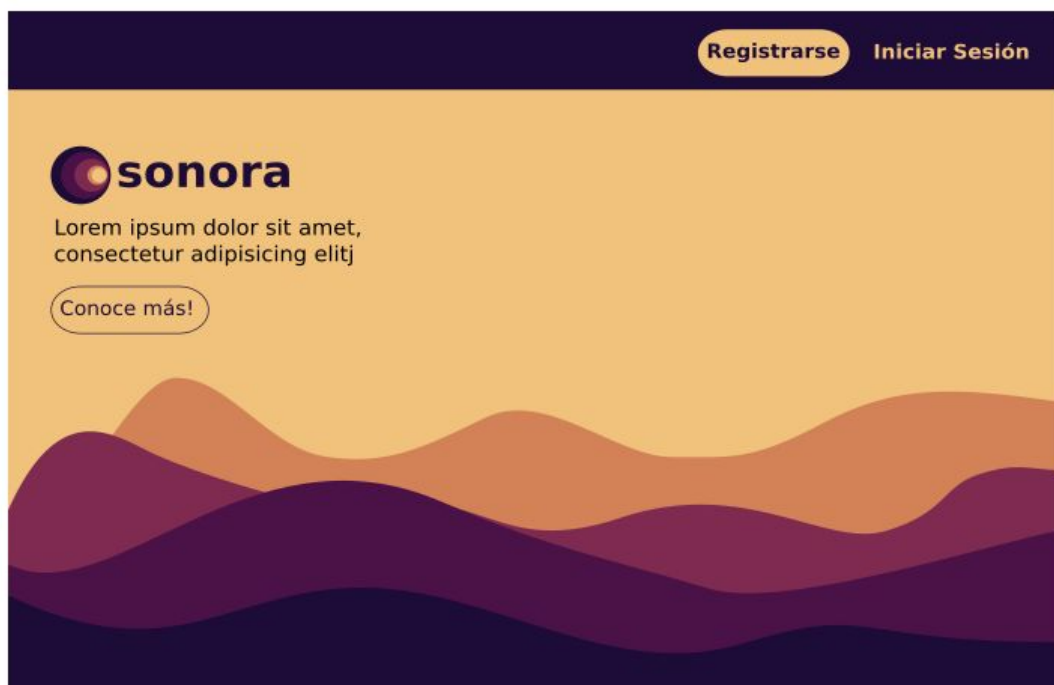 Registrarse Iniciar Sesión
sonora
Lorem ipsum dolor sit amet,
consectetur adipisicing elitj
Conoce más!